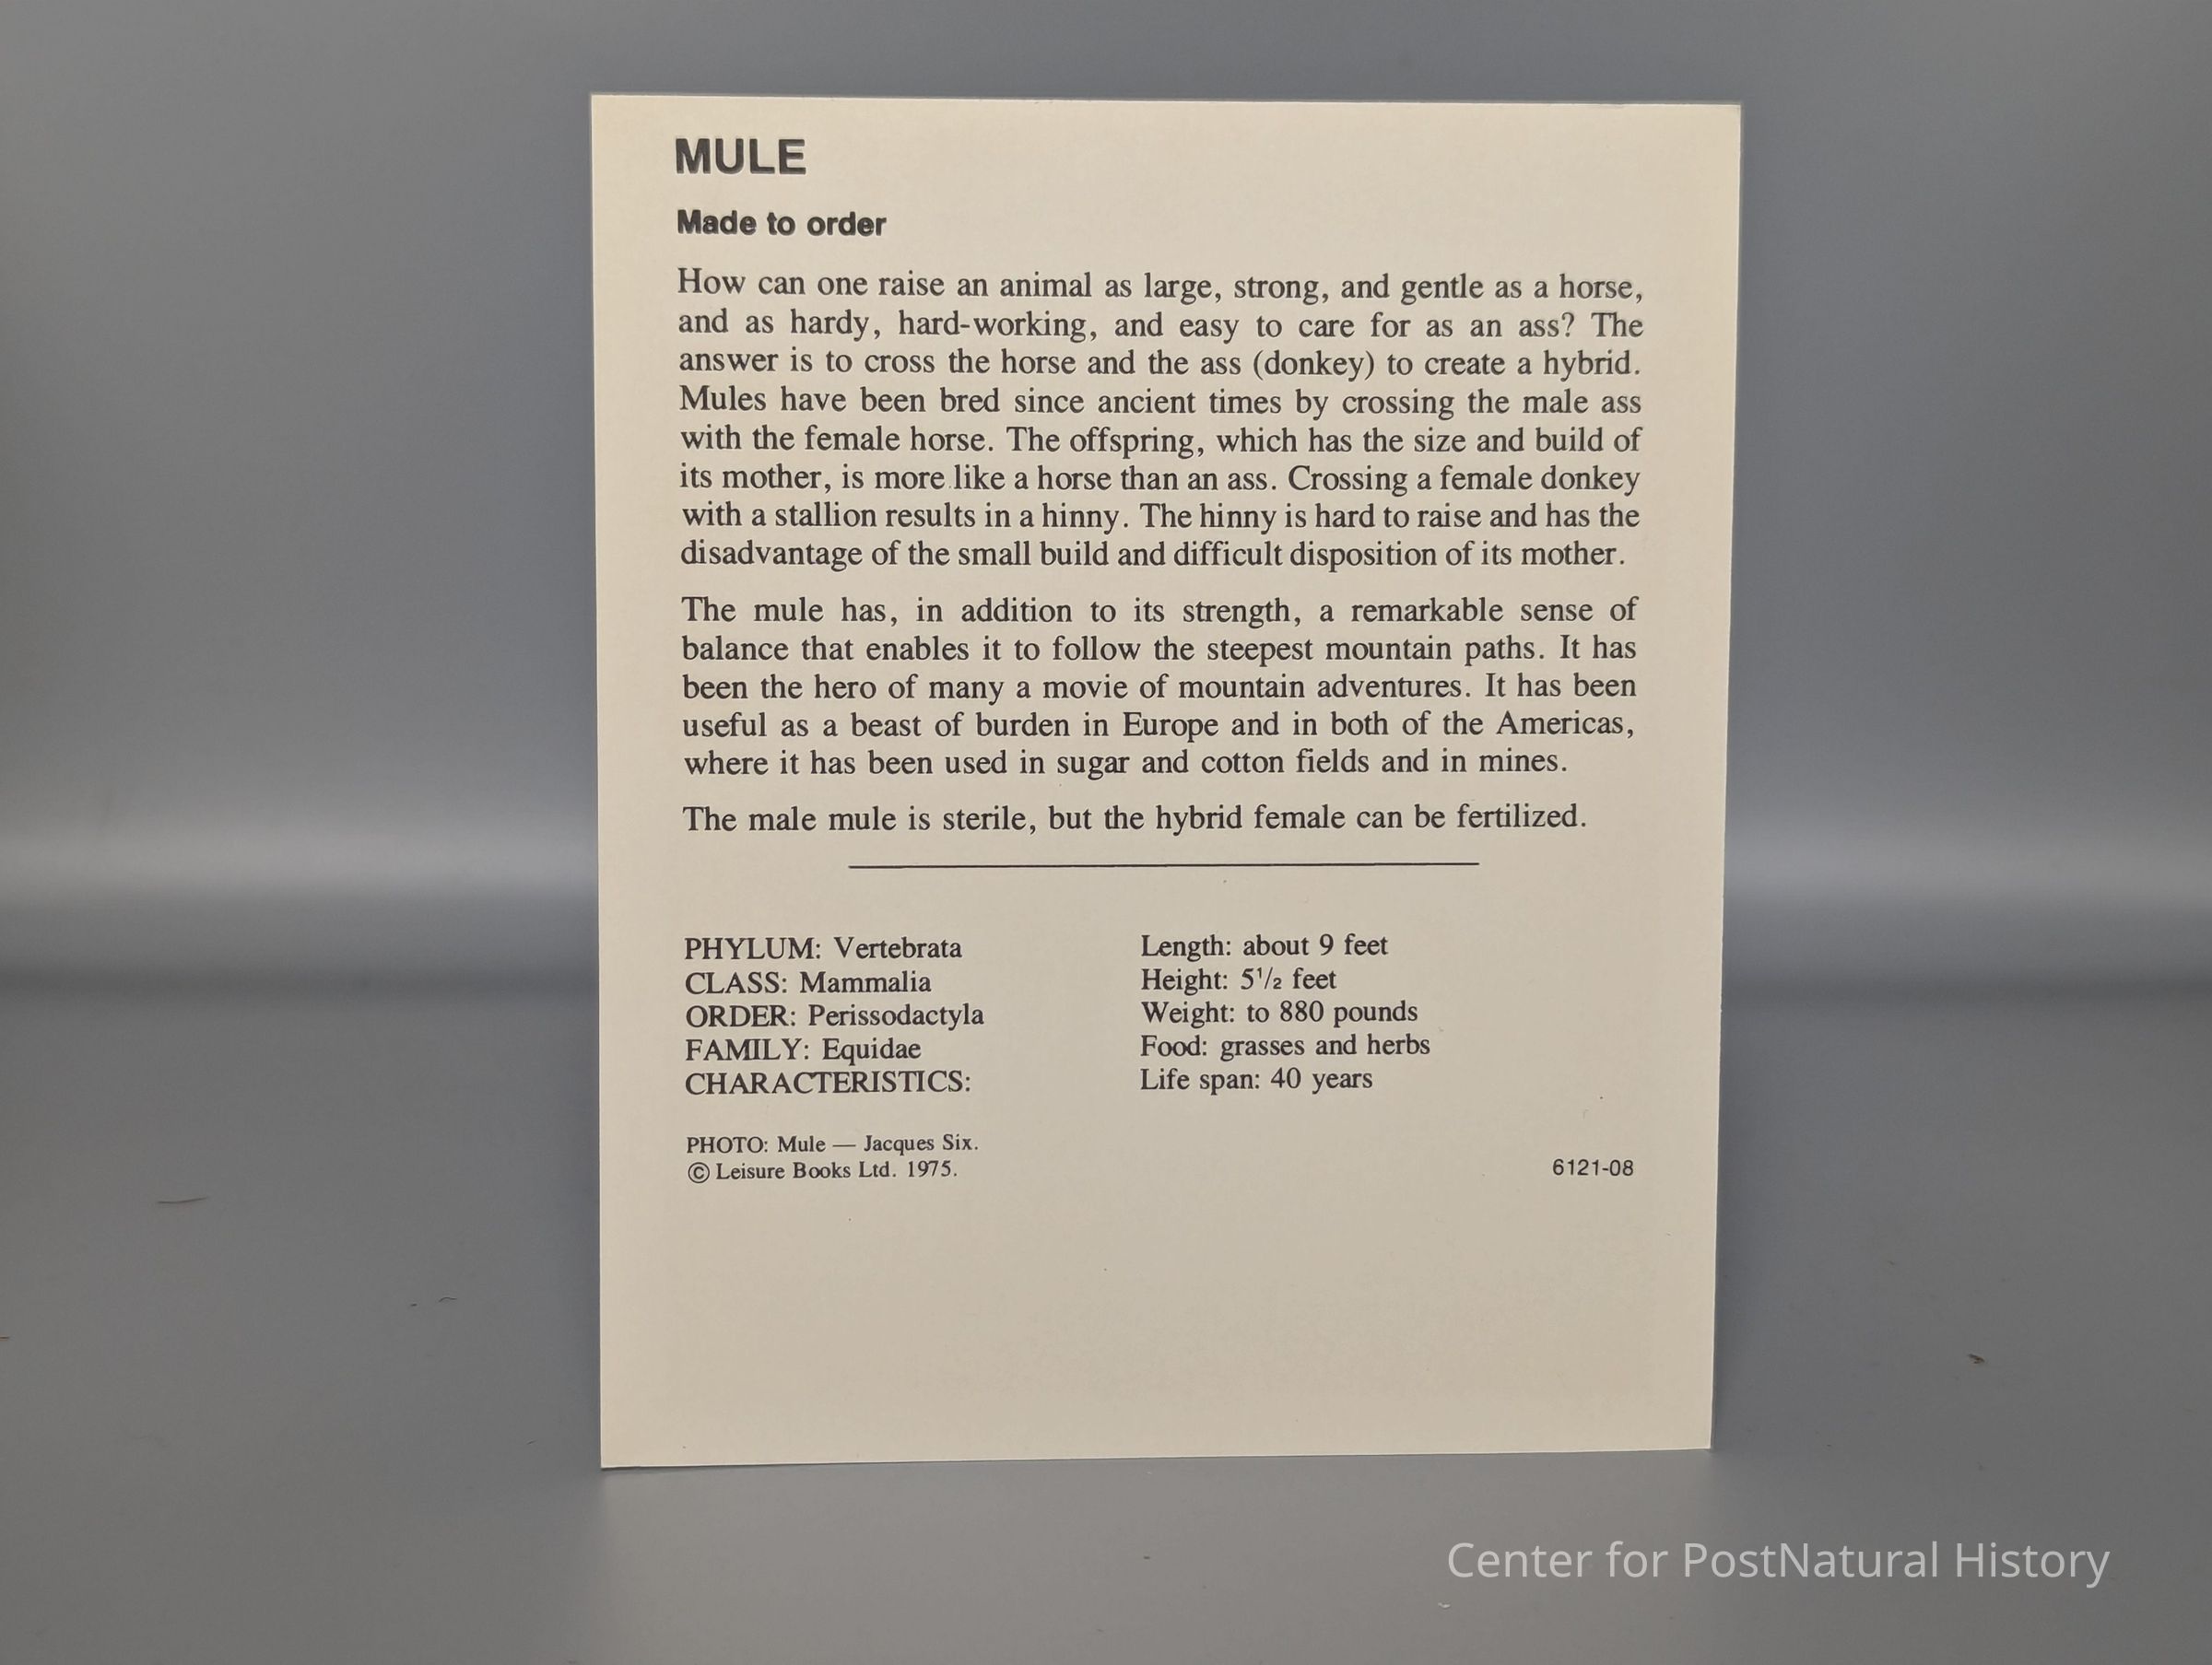 MULE
Made to order
How can one raise an animal as large, strong, and gentle as a horse,
and as hardy, hard-working, and easy to care for as an ass? The
answer is to cross the horse and the ass (donkey) to create a hybrid.
Mules have been bred since ancient times by crossing the male ass
with the female horse. The offspring, which has the size and build of
its mother, is more like a horse than an ass. Crossing a female donkey
with a stallion results in a hinny. The hinny is hard to raise and has the
disadvantage of the small build and difficult disposition of its mother.
The mule has, in addition to its strength, a remarkable sense of
balance that enables it to follow the steepest mountain paths. It has
been the hero of many a movie of mountain adventures. It has been
useful as a beast of burden in Europe and in both of the Americas,
where it has been used in sugar and cotton fields and in mines.
The male mule is sterile, but the hybrid female can be fertilized.
PHYLUM: Vertebrata
CLASS: Mammalia
ORDER: Perissodactyla
FAMILY: Equidae
CHARACTERISTICS:
Length: about 9 feet
Height: 5½ feet
Weight: to 880 pounds
Food: grasses and herbs
Life span: 40 years
PHOTO: Mule — Jacques Six.
© Leisure Books Ltd. 1975.
6121-08
Center for PostNatural History